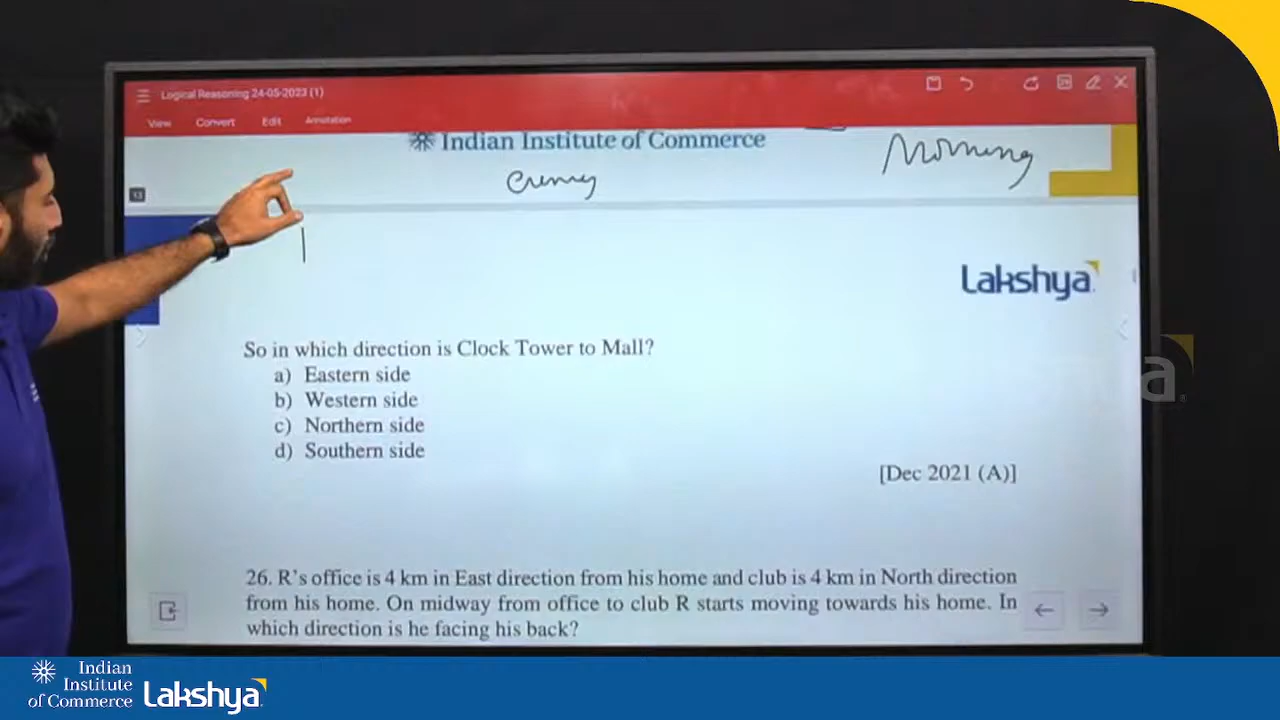 Logical Reasoning 24-05-2023 (1)
View Convert Edit Annotation
Indian Institute of Commerce
Morning
13
Lakshya
So in which direction is Clock Tower to Mall?
a) Eastern side
b) Western side
c) Northern side
d) Southern side
[Dec 2021 (A)]
26. R's office is 4 km in East direction from his home and club is 4 km in North direction
from his home. On midway from office to club R starts moving towards his home. In
which direction is he facing his back?
Indian
Institute
of Commerce
Lakshya